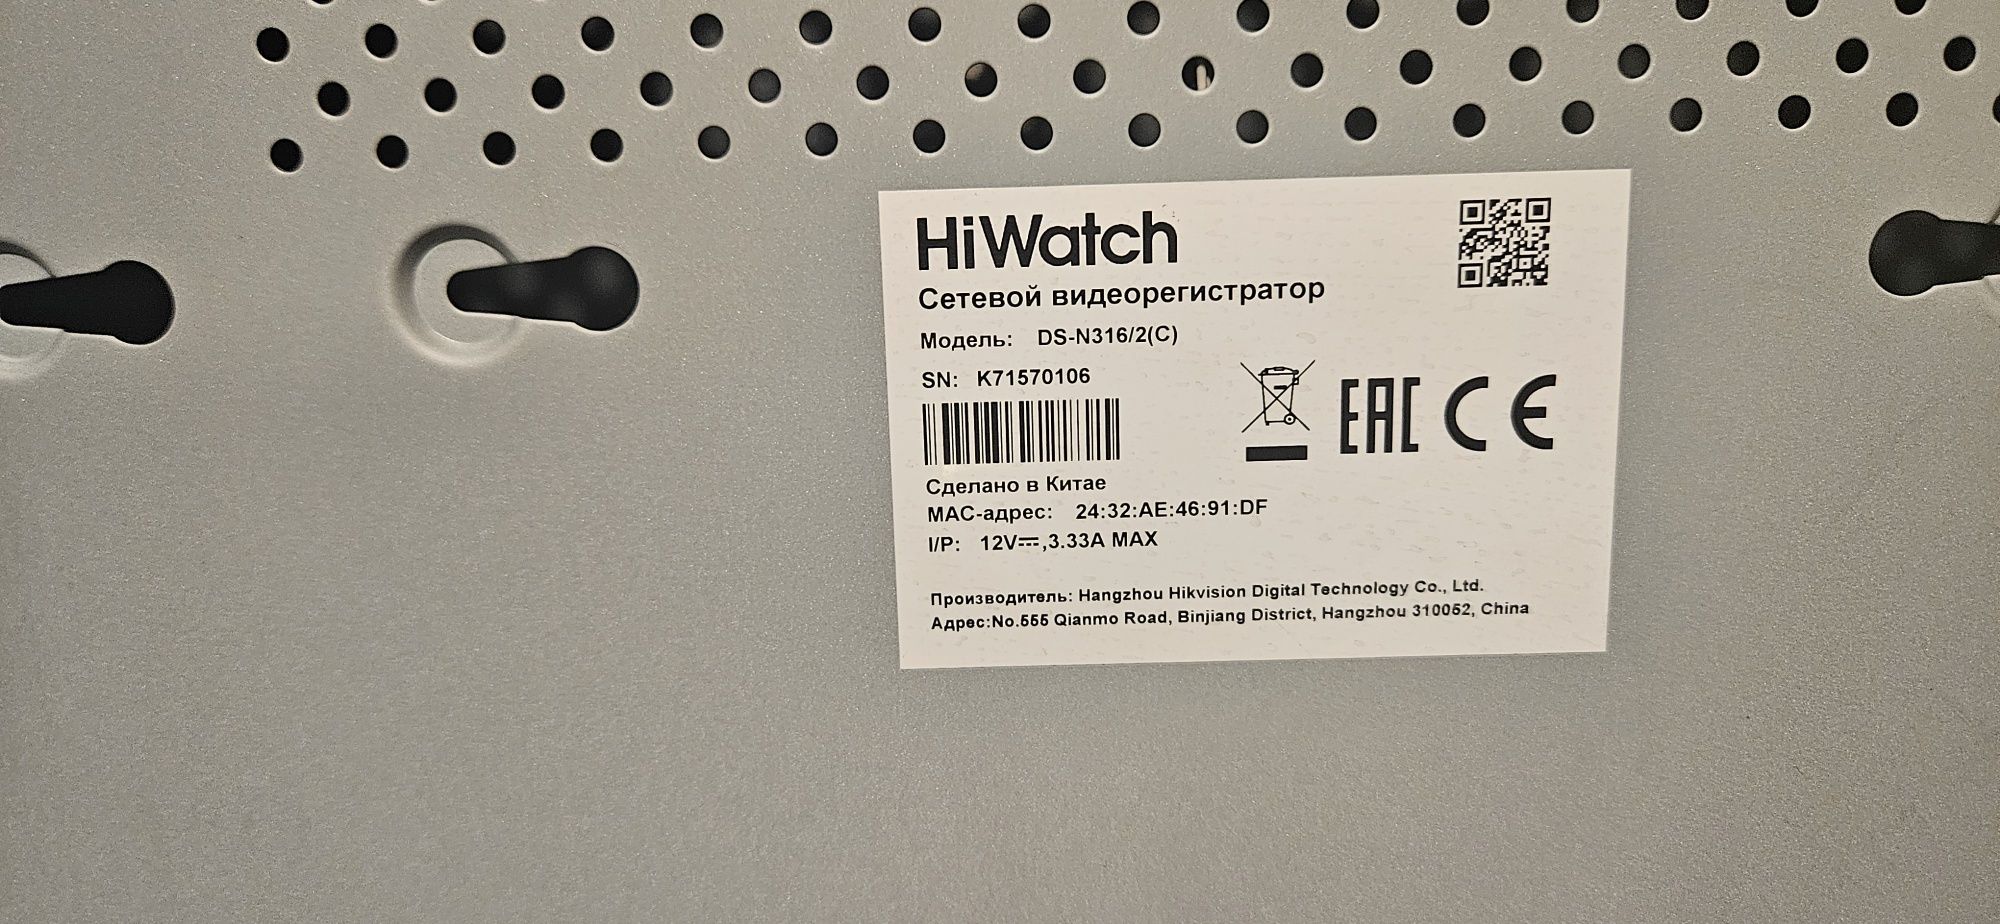 HiWatch
Сетевой видеорегистратор
Модель: DS-N316/2(C)
SN: K71570106
EAC CE
Сделано в Китае
MAC-адрес: 24:32:AE:46:91:DF
I/P: 12V⎓,3.33A MAX
Производитель: Hangzhou Hikvision Digital Technology Co., Ltd.
Адрес:No.555 Qianmo Road, Binjiang District, Hangzhou 310052, China